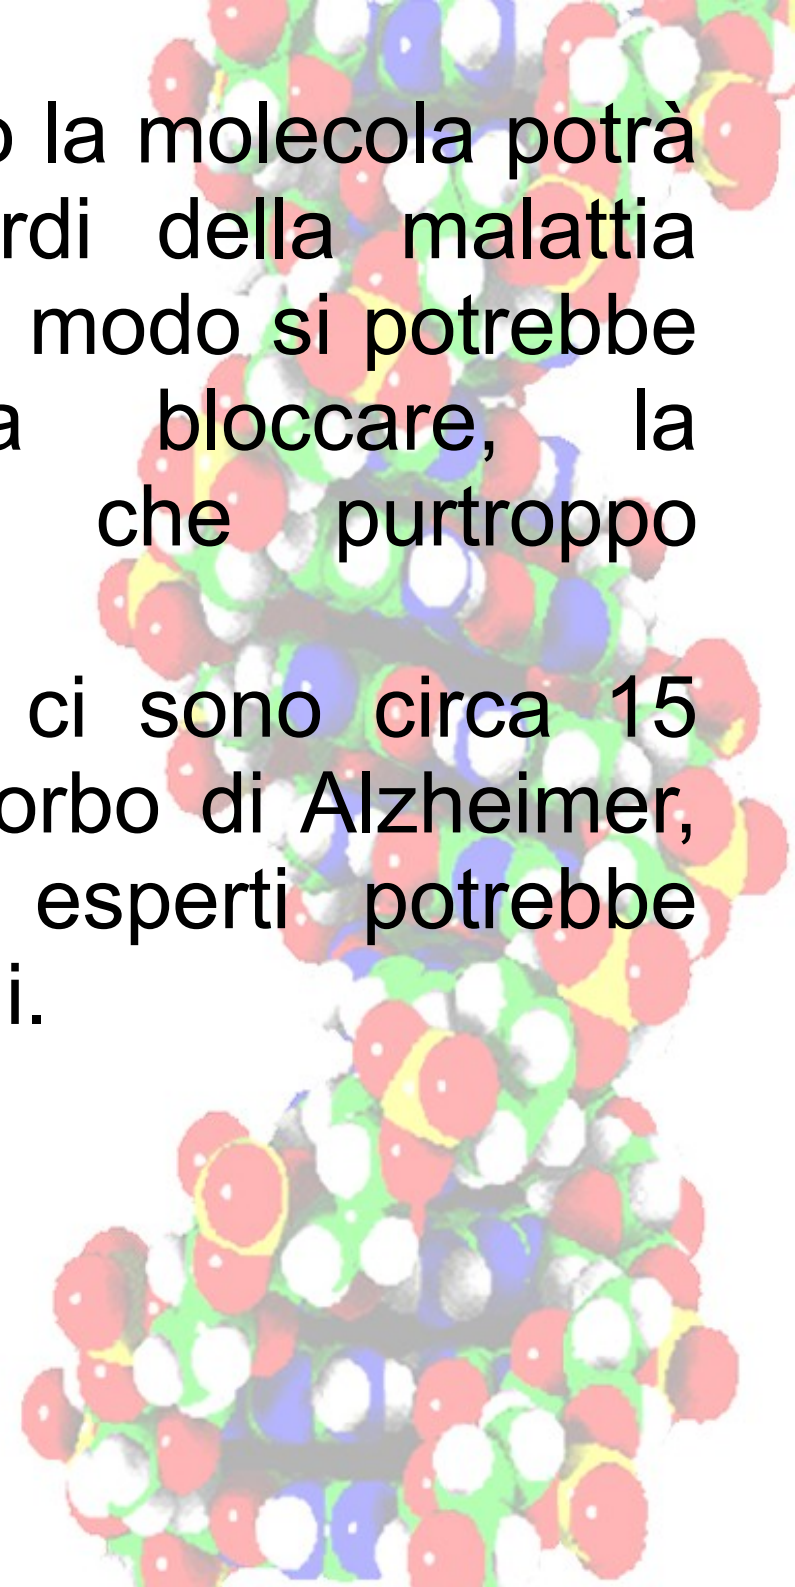 o la molecola potrà
rdi della malattia
modo si potrebbe
a bloccare, la
che purtroppo
ci sono circa 15
orbo di Alzheimer,
esperti potrebbe
i.